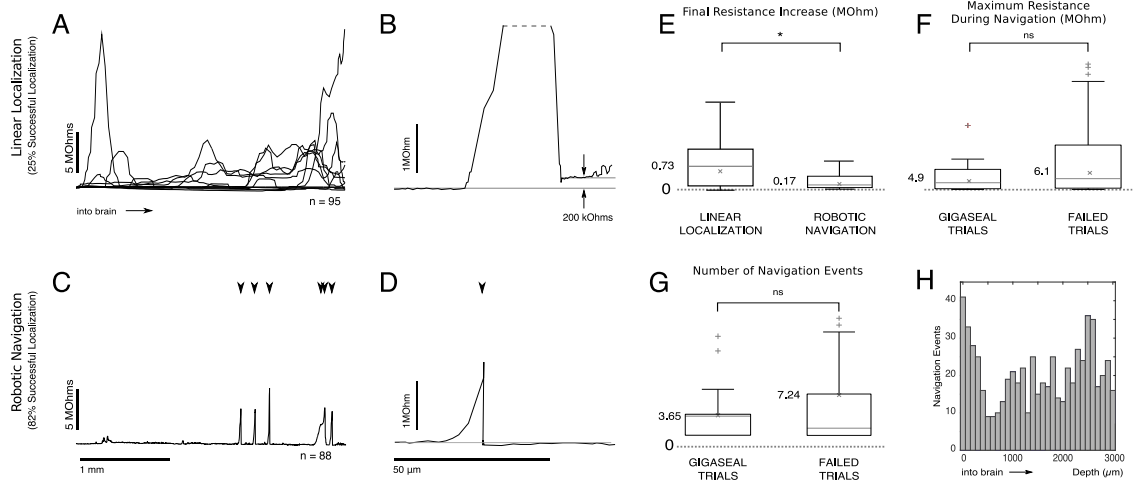 A
B
C
D
E
F
G
H
Linear Localization
(25% Successful Localization)
5 MOhms
into brain
n = 95
1MOhm
200 kOhms
Final Resistance Increase (MOhm)
*
0.73
0.17
0
LINEAR
LOCALIZATION
ROBOTIC
NAVIGATION
Maximum Resistance
During Navigation (MOhm)
ns
4.9
6.1
0
GIGASEAL
TRIALS
FAILED
TRIALS
Robotic Navigation
(82% Successful Localization)
5 MOhms
1 mm
n = 88
1MOhm
50 µm
Number of Navigation Events
ns
3.65
7.24
0
GIGASEAL
TRIALS
FAILED
TRIALS
Navigation Events
40
30
20
10
0
0
1000
2000
3000
into brain
Depth (µm)